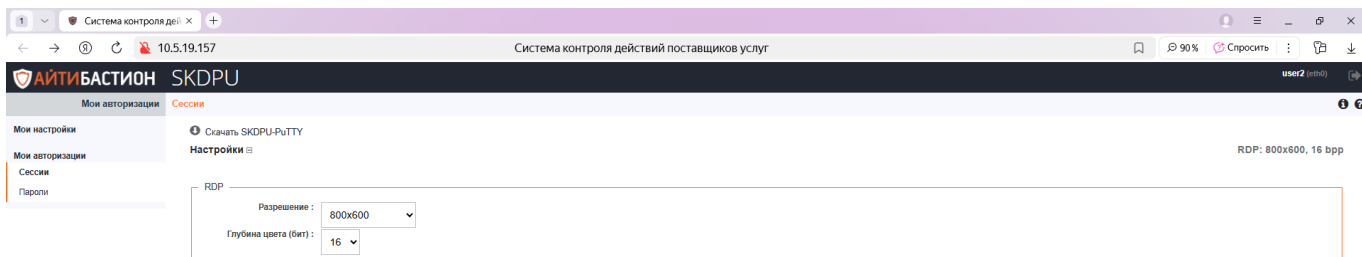 1 Система контроля дей
10.5.19.157 Система контроля действий поставщиков услуг 90 % Спросить
АЙТИБАСТИОН SKDPU user2 (eth0)
Мои авторизации Сессии
Мои настройки
Скачать SKDPU-PuTTY
Настройки RDP: 800x600, 16 bpp
Мои авторизации
Сессии
Пароли
RDP
Разрешение : 800x600
Глубина цвета (бит) : 16